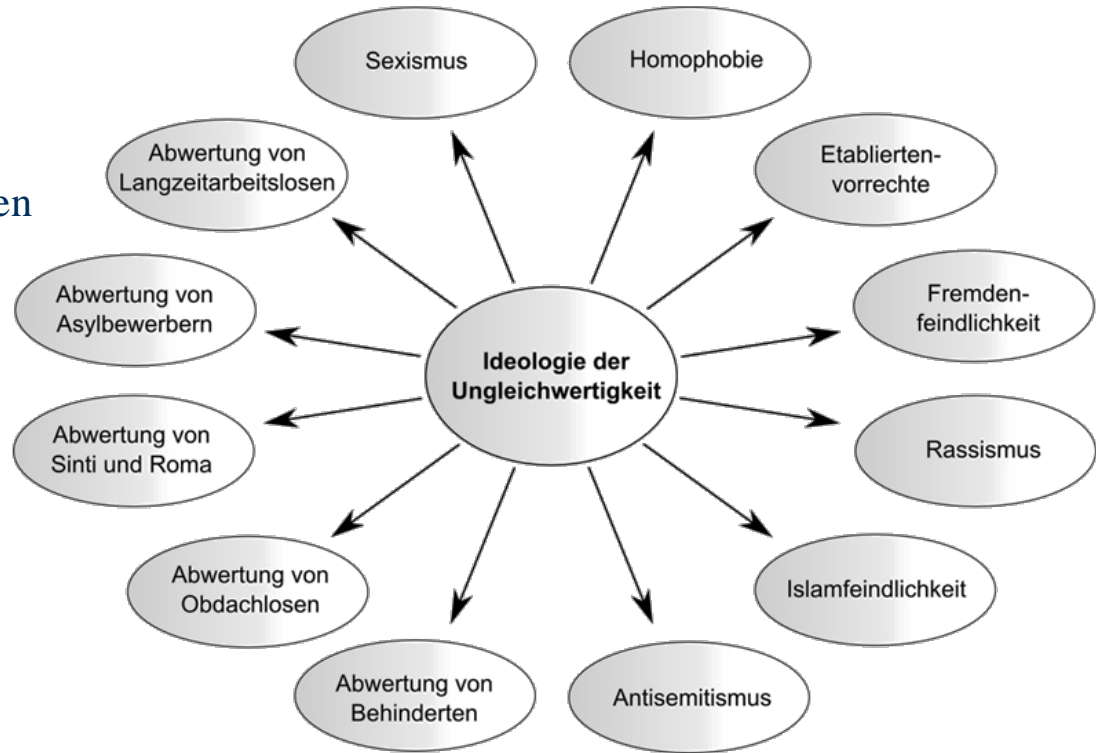 Sexismus
Homophobie
Abwertung von
Langzeitarbeitslosen
Etablierten-
vorrechte
en
Abwertung von
Asylbewerbern
Fremden-
feindlichkeit
Ideologie der
Ungleichwertigkeit
Abwertung von
Sinti und Roma
Rassismus
Abwertung von
Obdachlosen
Islamfeindlichkeit
Abwertung von
Behinderten
Antisemitismus